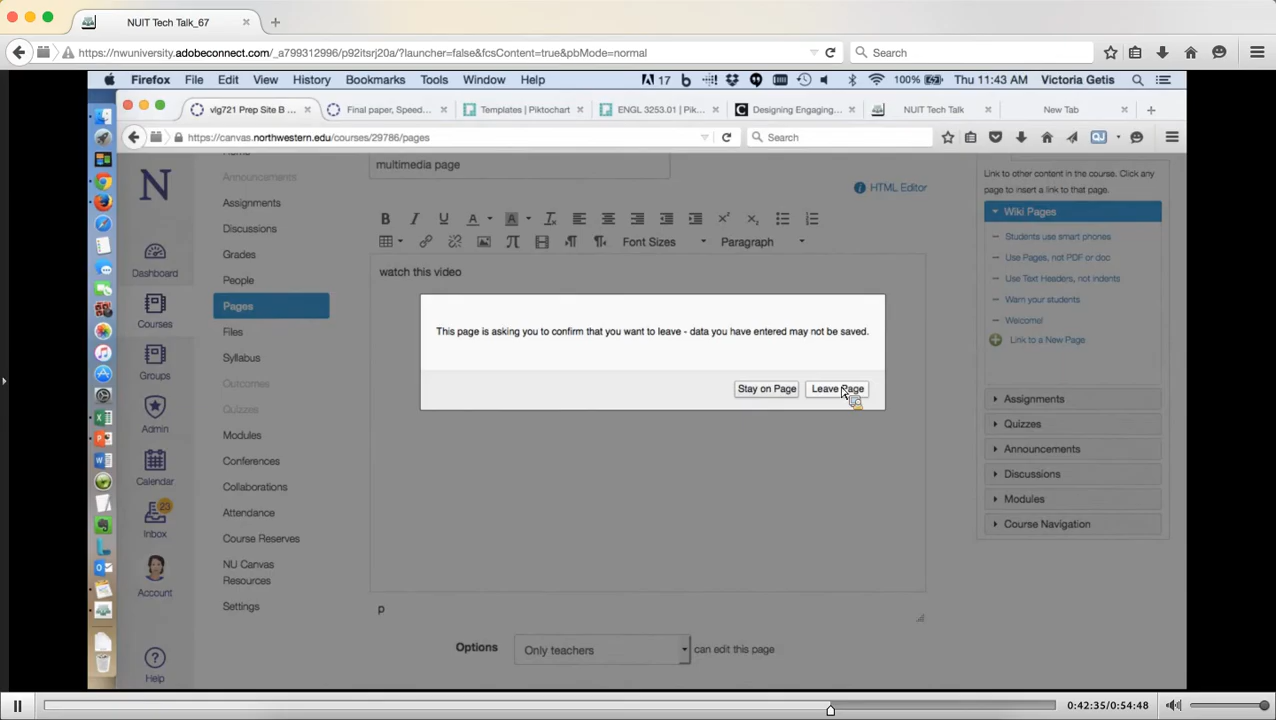 NUIT Tech Talk_67
https://nwuniversity.adobeconnect.com/_a799312996/p92itsrj20a/?launcher=false&fcsContent=true&pbMode=normal
Search
Firefox File Edit View History Bookmarks Tools Window Help
17
100%
Thu 11:43 AM Victoria Getis
vlg721 Prep Site B ...
Final paper, Speed...
Templates | Piktochart
ENGL 3253.01 | Pik...
Designing Engaging...
NUIT Tech Talk
New Tab
https://canvas.northwestern.edu/courses/29786/pages
Search
N
Dashboard
Courses
Groups
Admin
Calendar
23
Inbox
Account
Help
Announcements
Assignments
Discussions
Grades
People
Pages
Files
Syllabus
Outcomes
Quizzes
Modules
Conferences
Collaborations
Attendance
Course Reserves
NU Canvas
Resources
Settings
multimedia page
HTML Editor
B I U A A
Font Sizes Paragraph
watch this video
This page is asking you to confirm that you want to leave - data you have entered may not be saved.
Stay on Page Leave Page
p
Options Only teachers can edit this page
Link to other content in the course. Click any
page to insert a link to that page.
Wiki Pages
Students use smart phones
Use Pages, not PDF or doc
Use Text Headers, not indents
Warn your students
Welcome!
Link to a New Page
Assignments
Quizzes
Announcements
Discussions
Modules
Course Navigation
0:42:35/0:54:48